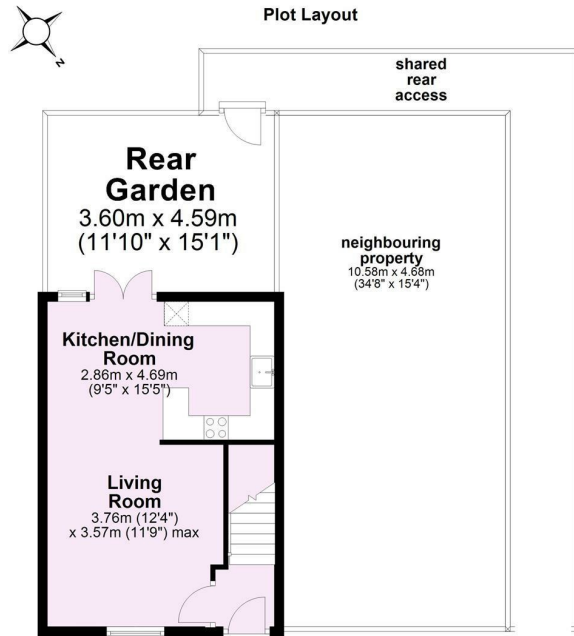 Plot Layout
N
shared
rear
access
Rear
Garden
3.60m x 4.59m
(11'10" x 15'1")
neighbouring
property
10.58m x 4.68m
(34'8" x 15'4")
Kitchen/Dining
Room
2.86m x 4.69m
(9'5" x 15'5")
Living
Room
3.76m (12'4")
x 3.57m (11'9") max